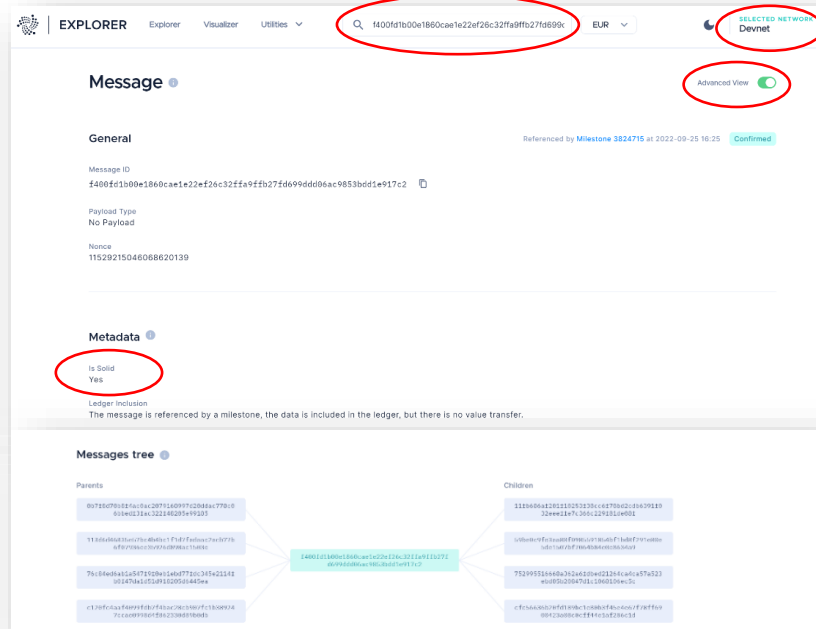 EXPLORER
Explorer
Visualizer
Utilities
f400fd1b00e1860cae1e22ef26c32ffa9ffb27fd699c
EUR
SELECTED NETWORK
Devnet
Message
Advanced View
General
Referenced by Milestone 3824715 at 2022-09-25 16:25
Confirmed
Message ID
f400fd1b00e1860cae1e22ef26c32ffa9ffb27fd699ddd06ac9853bdd1e917c2
Payload Type
No Payload
Nonce
11529215046068620139
Metadata
Is Solid
Yes
Ledger Inclusion
The message is referenced by a milestone, the data is included in the ledger, but there is no value transfer.
Messages tree
Parents
Children
f400fd1b00e1860cae1e22ef26c32ffa9ffb27f
d699ddd06ac9853bdd1e917c2